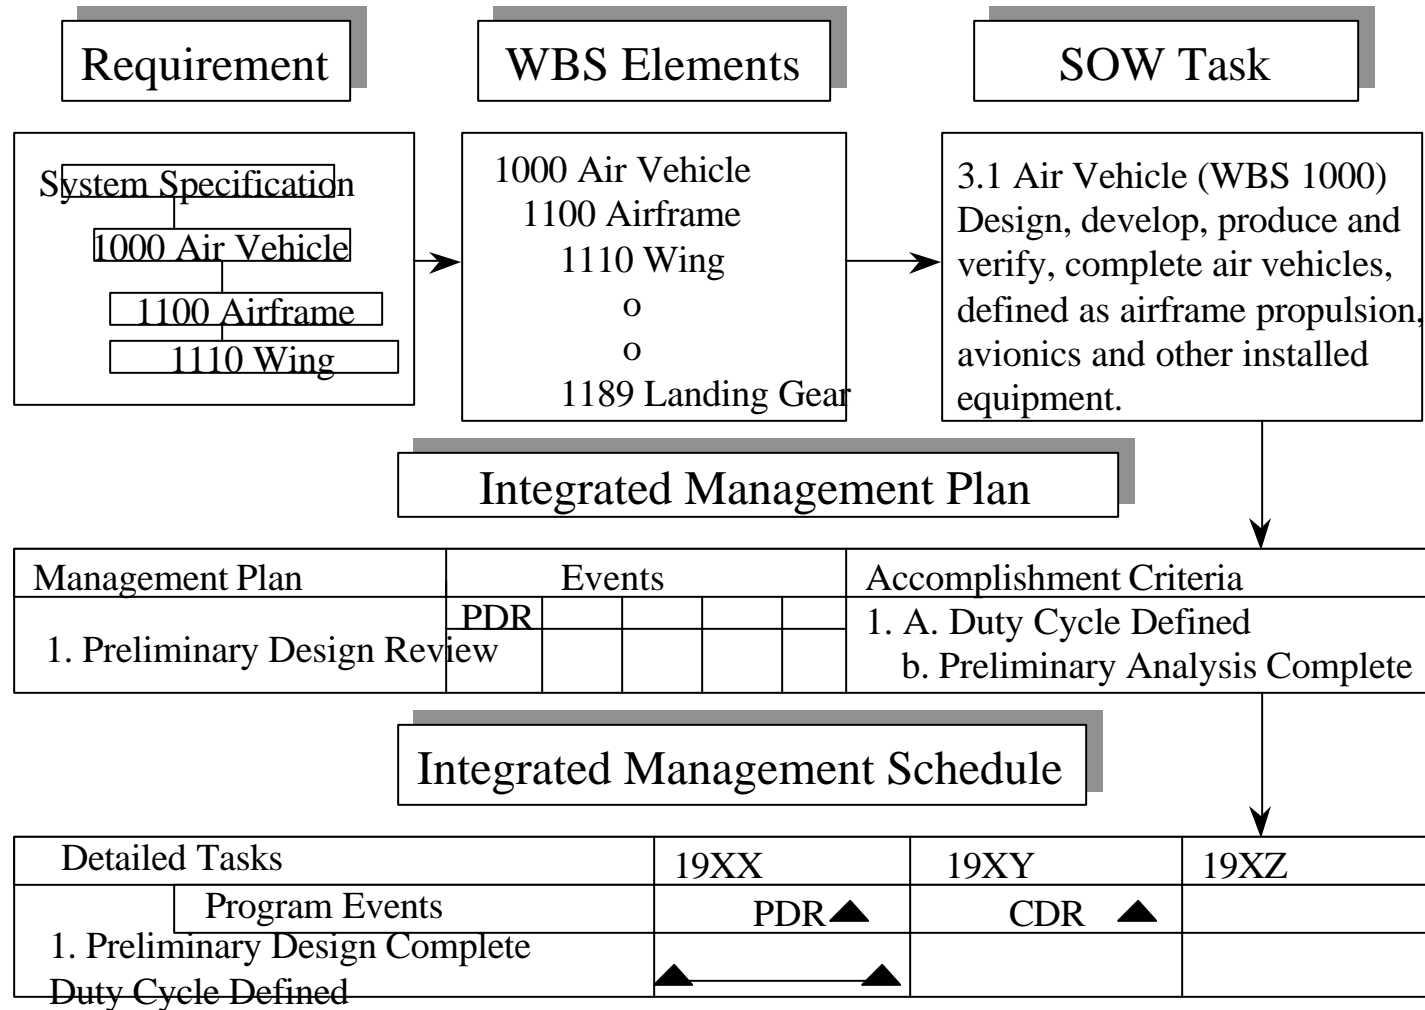 Requirement
WBS Elements
SOW Task
System Specification
1000 Air Vehicle
1100 Airframe
1110 Wing
1000 Air Vehicle
1100 Airframe
1110 Wing
o
o
1189 Landing Gear
3.1 Air Vehicle (WBS 1000)
Design, develop, produce and
verify, complete air vehicles,
defined as airframe propulsion,
avionics and other installed
equipment.
Integrated Management Plan
Management Plan
Events
Accomplishment Criteria
PDR
1. Preliminary Design Review
1. A. Duty Cycle Defined
b. Preliminary Analysis Complete
Integrated Management Schedule
Detailed Tasks
19XX
19XY
19XZ
Program Events
PDR
CDR
1. Preliminary Design Complete
Duty Cycle Defined